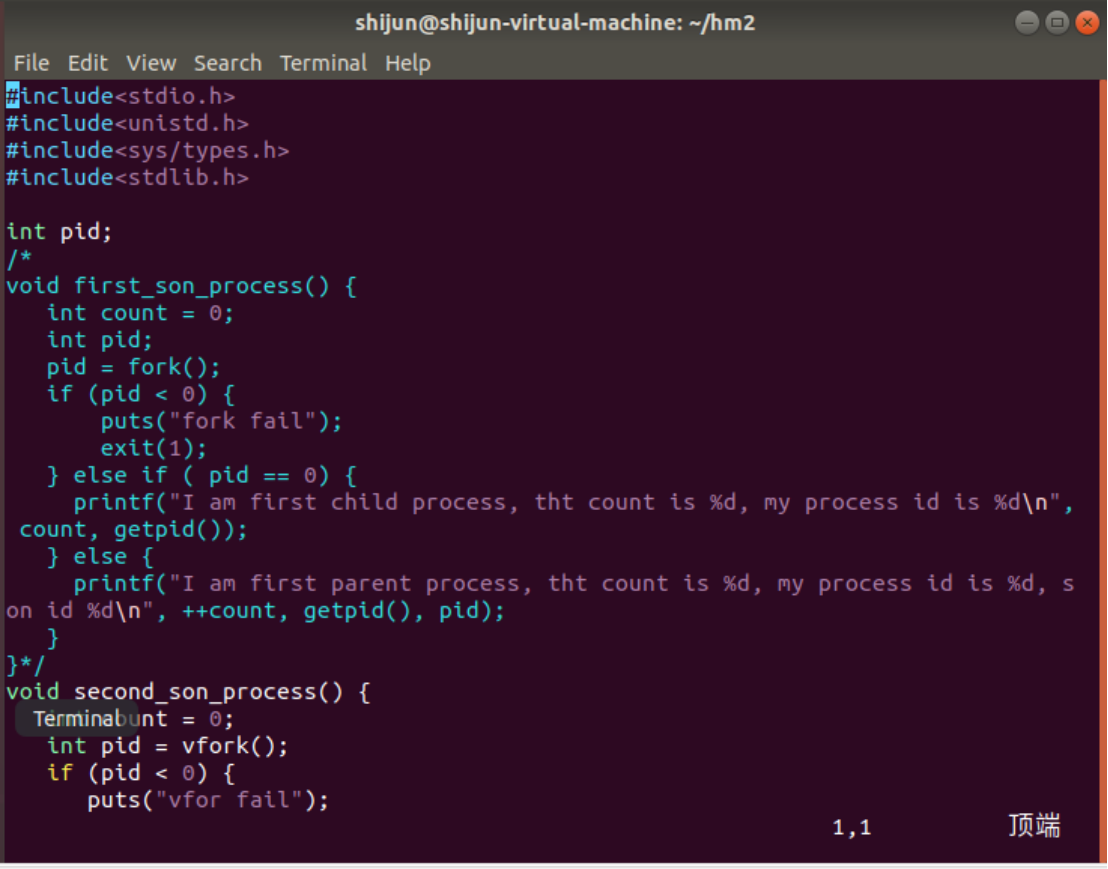 shijun@shijun-virtual-machine: ~/hm2
File Edit View Search Terminal Help
#include<stdio.h>
#include<unistd.h>
#include<sys/types.h>
#include<stdlib.h>
int pid;
/*
void first_son_process() {
int count = 0;
int pid;
pid = fork();
if (pid < 0) {
puts("fork fail");
exit(1);
} else if ( pid == 0) {
printf("I am first child process, tht count is %d, my process id is %d\n",
count, getpid());
} else {
printf("I am first parent process, tht count is %d, my process id is %d, s
on id %d\n", ++count, getpid(), pid);
}
}*/
void second_son_process() {
Terminal unt = 0;
int pid = vfork();
if (pid < 0) {
puts("vfor fail");
1,1 顶端